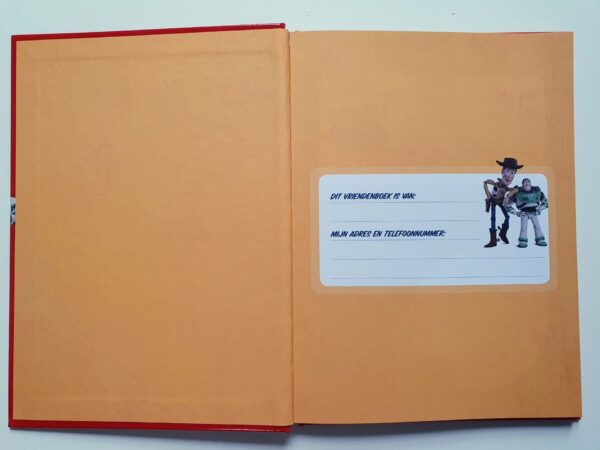 DIT VRIENDENBOEK IS VAN:
MIJN ADRES EN TELEFOONNUMMER: